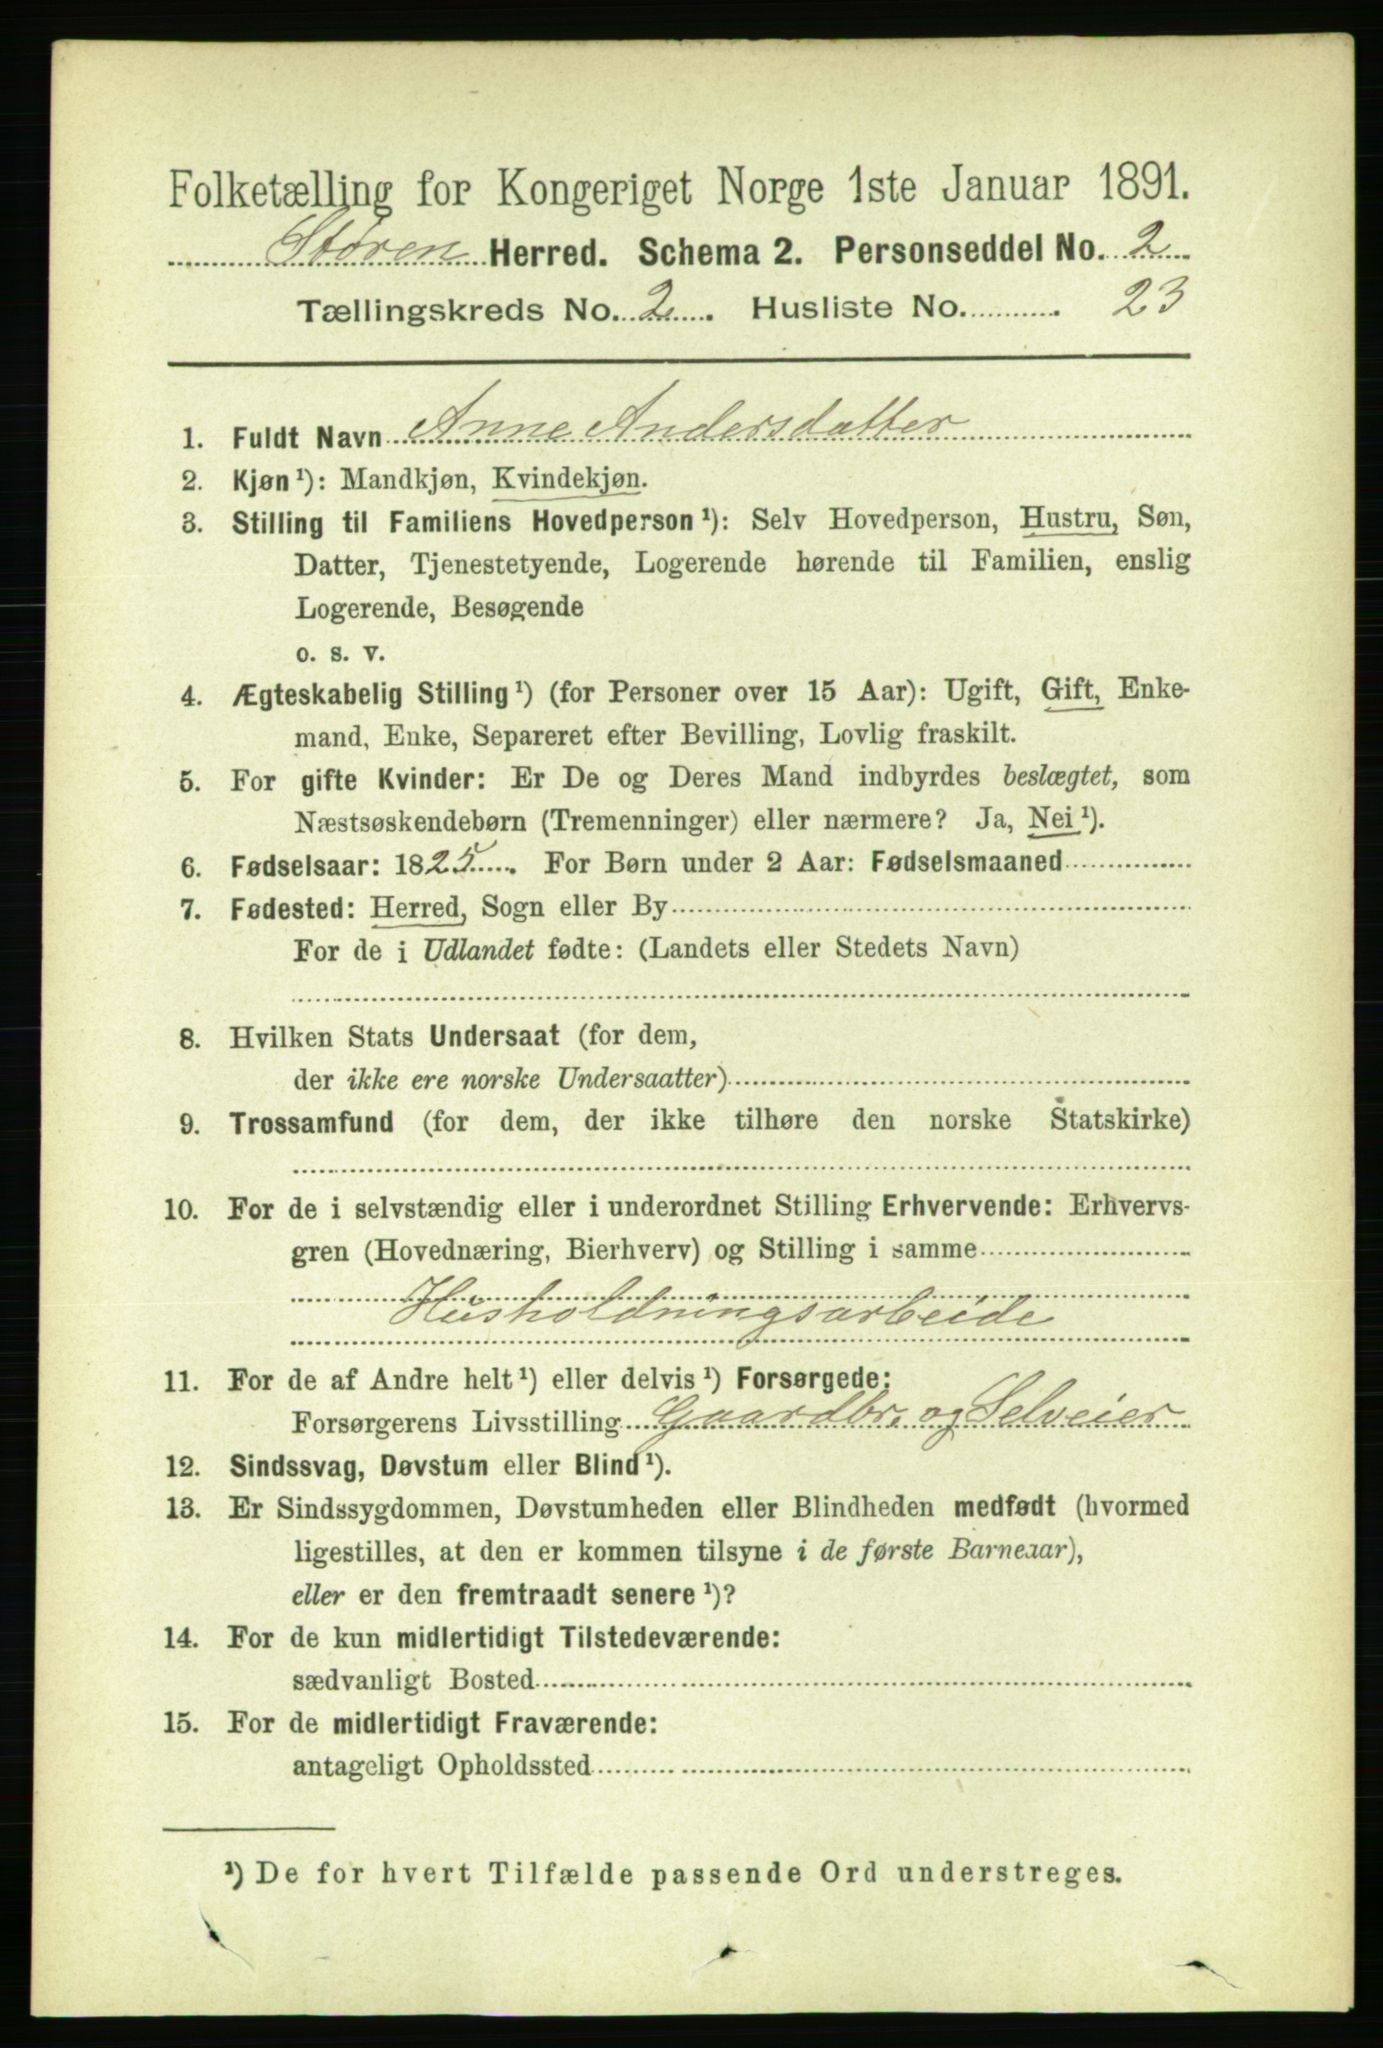 Folketælling for Kongeriget Norge 1ste Januar 1891.
Støren Herred. Schema 2. Personseddel No. 2
Tællingskreds No. 2. Husliste No. 23
1. Fuldt Navn Anne Andersdatter
2. Kjøn¹): Mandkjøn, Kvindekjøn.
3. Stilling til Familiens Hovedperson¹): Selv Hovedperson, Hustru, Søn,
Datter, Tjenestetyende, Logerende hørende til Familien, enslig
Logerende, Besøgende
o. s. v.
4. Ægteskabelig Stilling¹) (for Personer over 15 Aar): Ugift, Gift, Enke-
mand, Enke, Separeret efter Bevilling, Lovlig fraskilt.
5. For gifte Kvinder: Er De og Deres Mand indbyrdes beslægtet, som
Næstsøskendebørn (Tremenninger) eller nærmere? Ja, Nei¹).
6. Fødselsaar: 1825. For Børn under 2 Aar: Fødselsmaaned
7. Fødested: Herred, Sogn eller By
For de i Udlandet fødte: (Landets eller Stedets Navn)
8. Hvilken Stats Undersaat (for dem,
der ikke ere norske Undersaatter)
9. Trossamfund (for dem, der ikke tilhøre den norske Statskirke)
10. For de i selvstændig eller i underordnet Stilling Erhvervende: Erhvervs-
gren (Hovednæring, Bierhverv) og Stilling i samme
Husholdningsarbeide
11. For de af Andre helt¹) eller delvis¹) Forsørgede:
Forsørgerens Livsstilling Gaardbr. og Selveier
12. Sindssvag, Døvstum eller Blind¹).
13. Er Sindssygdommen, Døvstumheden eller Blindheden medfødt (hvormed
ligestilles, at den er kommen tilsyne i de første Barneaar),
eller er den fremtraadt senere¹)?
14. For de kun midlertidigt Tilstedeværende:
sædvanligt Bosted
15. For de midlertidigt Fraværende:
antageligt Opholdssted
¹) De for hvert Tilfælde passende Ord understreges.